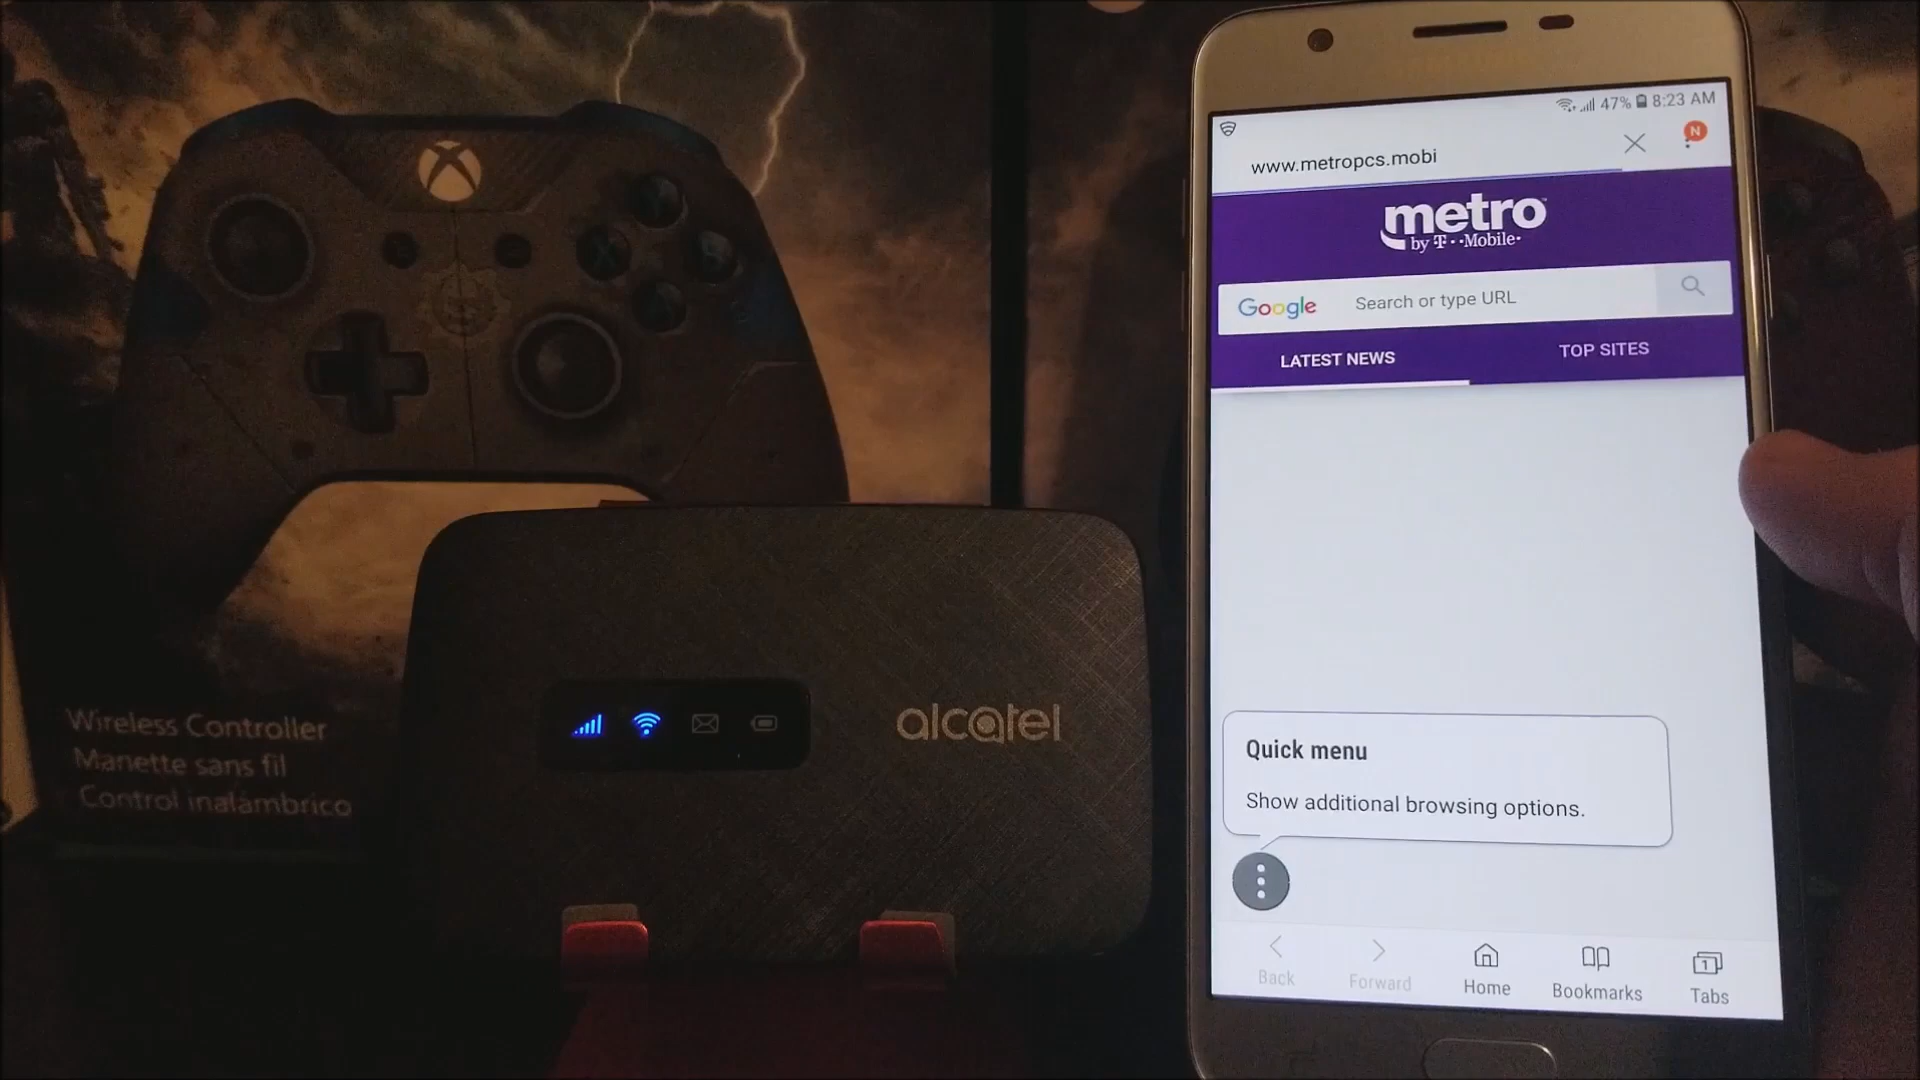 47% 8:23 AM
www.metropcs.mobi
N
metro
by T-Mobile
Google Search or type URL
LATEST NEWS TOP SITES
Quick menu
Show additional browsing options.
1
Back Forward Home Bookmarks Tabs
alcatel
Wireless Controller
Manette sans fil
Control inalámbrico
X